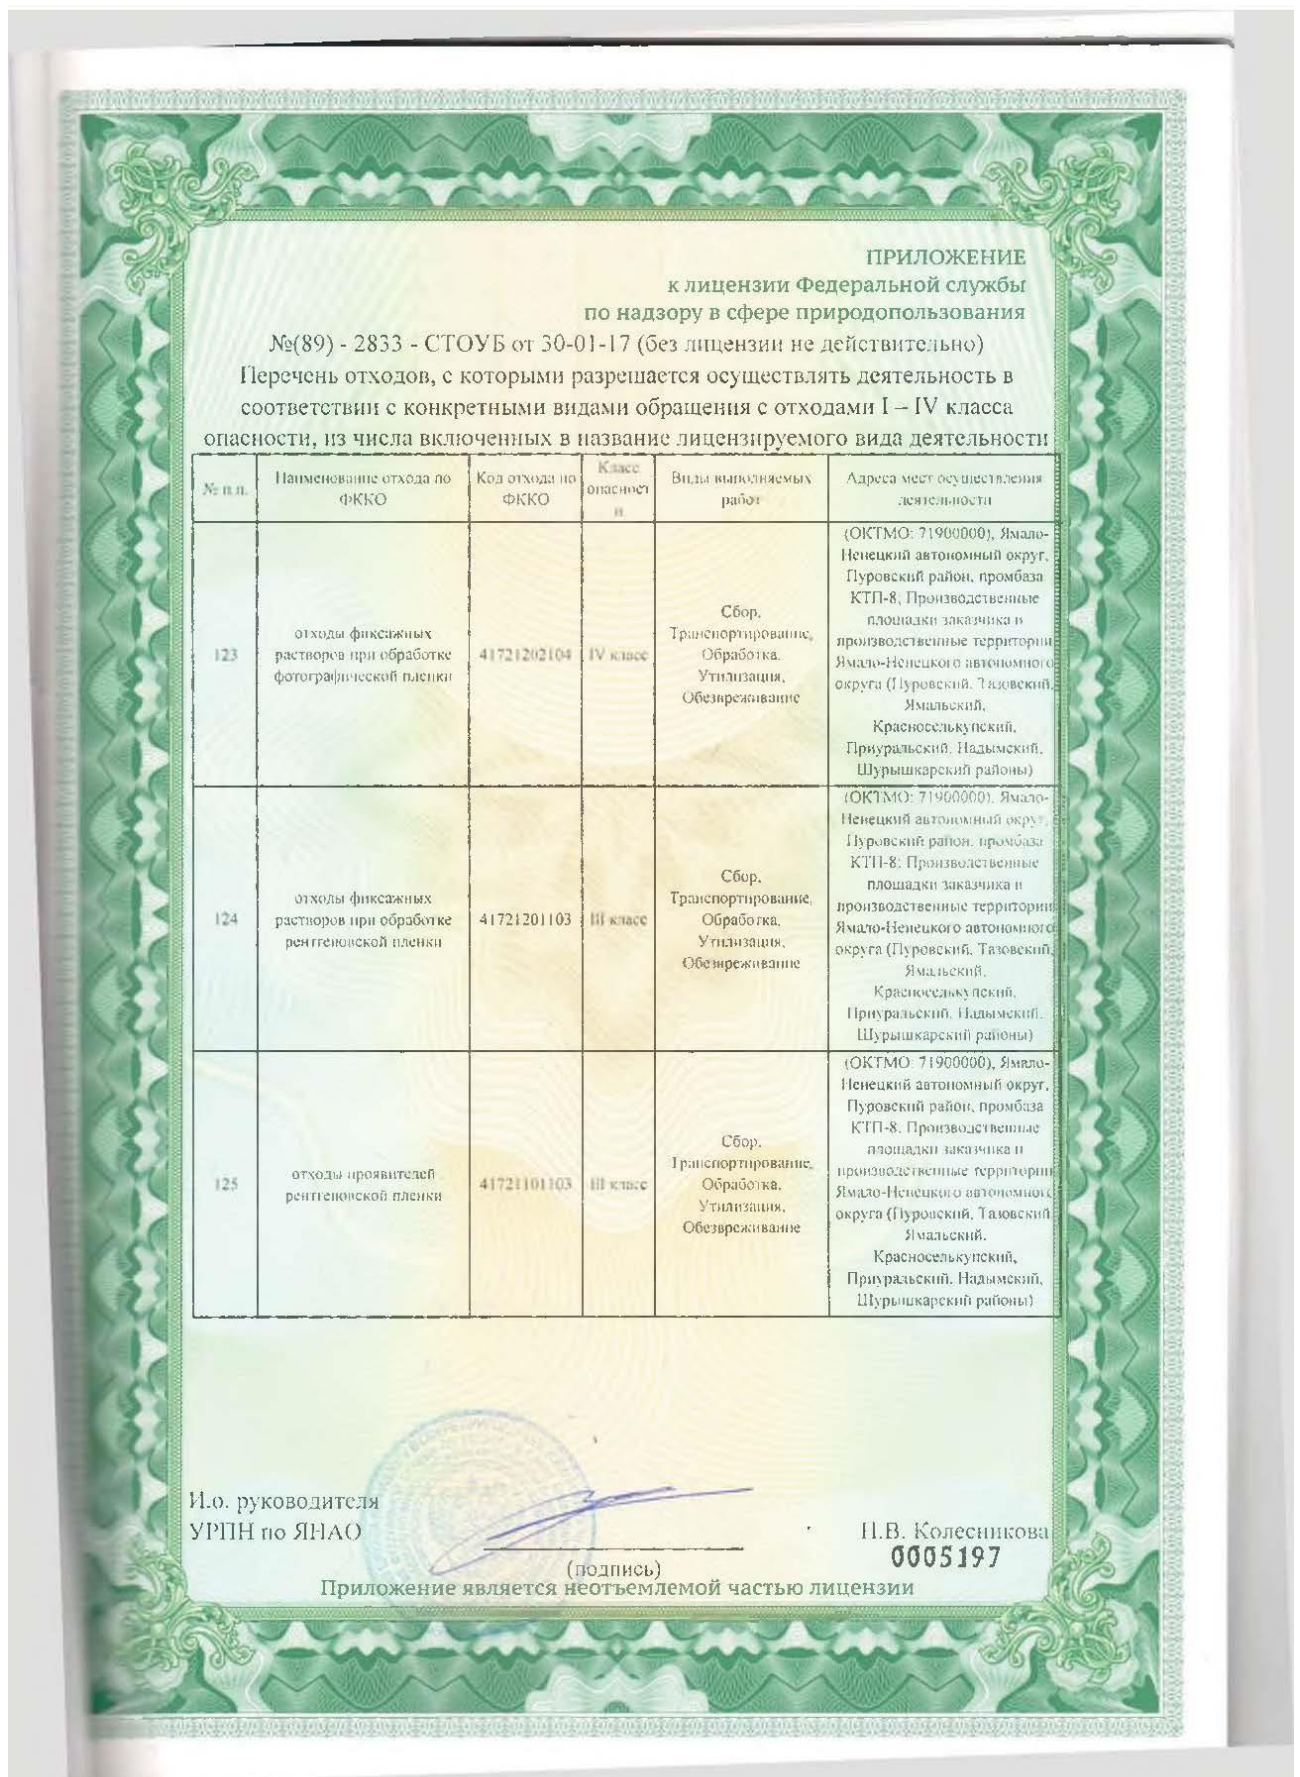 ПРИЛОЖЕНИЕ
к лицензии Федеральной службы
по надзору в сфере природопользования
№(89) - 2833 - СТОУБ от 30-01-17 (без лицензии не действительно)
Перечень отходов, с которыми разрешается осуществлять деятельность в
соответствии с конкретными видами обращения с отходами I – IV класса
опасности, из числа включенных в название лицензируемого вида деятельности
№ п.п.
Наименование отхода по
ФККО
Код отхода по
ФККО
Класс
опасност
и
Виды выполняемых
работ
Адреса мест осуществления
деятельности
123
отходы фиксажных
растворов при обработке
фотографической пленки
41721202104
IV класс
Сбор,
Транспортирование,
Обработка,
Утилизация,
Обезвреживание
(ОКТМО: 71900000), Ямало-
Ненецкий автономный округ,
Пуровский район, промбаза
КТП-8; Производственные
площадки заказчика и
производственные территории
Ямало-Ненецкого автономного
округа (Пуровский, Тазовский,
Ямальский,
Красноселькупский,
Приуральский, Надымский,
Шурышкарский районы)
124
отходы фиксажных
растворов при обработке
рентгеновской пленки
41721201103
III класс
Сбор,
Транспортирование,
Обработка,
Утилизация,
Обезвреживание
(ОКТМО: 71900000), Ямало-
Ненецкий автономный округ,
Пуровский район, промбаза
КТП-8; Производственные
площадки заказчика и
производственные территории
Ямало-Ненецкого автономного
округа (Пуровский, Тазовский,
Ямальский,
Красноселькупский,
Приуральский, Надымский,
Шурышкарский районы)
125
отходы проявителей
рентгеновской пленки
41721101103
III класс
Сбор,
Транспортирование,
Обработка,
Утилизация,
Обезвреживание
(ОКТМО: 71900000), Ямало-
Ненецкий автономный округ,
Пуровский район, промбаза
КТП-8; Производственные
площадки заказчика и
производственные территории
Ямало-Ненецкого автономного
округа (Пуровский, Тазовский,
Ямальский,
Красноселькупский,
Приуральский, Надымский,
Шурышкарский районы)
И.о. руководителя
УРПН по ЯНАО
Колесникова
0005197
(подпись)
Приложение является неотъемлемой частью лицензии